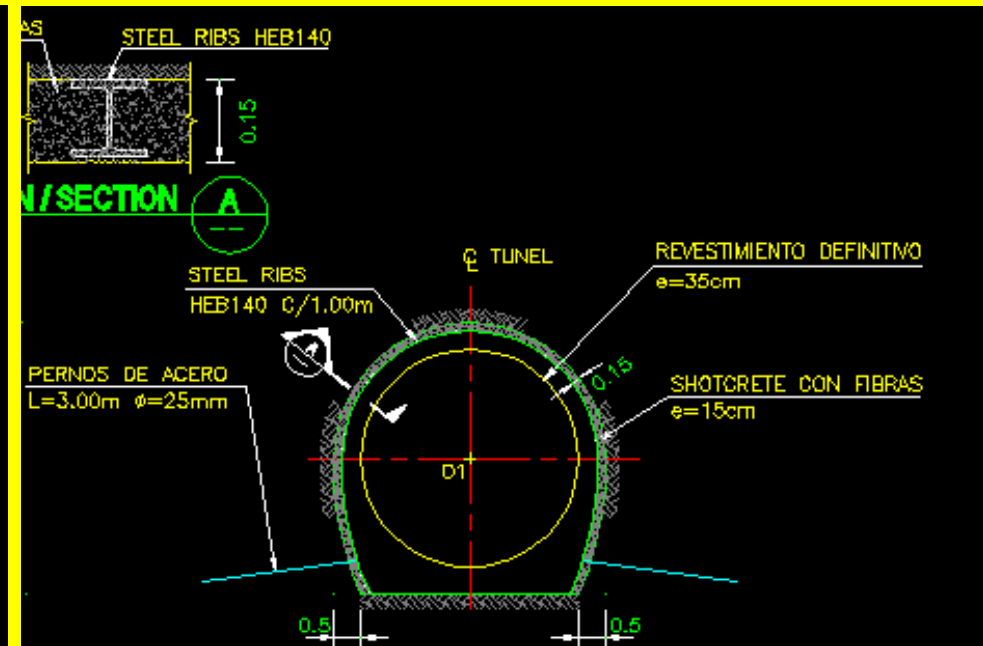 AS
STEEL RIBS HEB140
0.15
N/SECTION
A
--
℄ TUNEL
REVESTIMIENTO DEFINITIVO
e=35cm
STEEL RIBS
HEB140 C/1.00m
A
0.15
PERNOS DE ACERO
L=3.00m ø=25mm
SHOTCRETE CON FIBRAS
e=15cm
D1
0.5
0.5